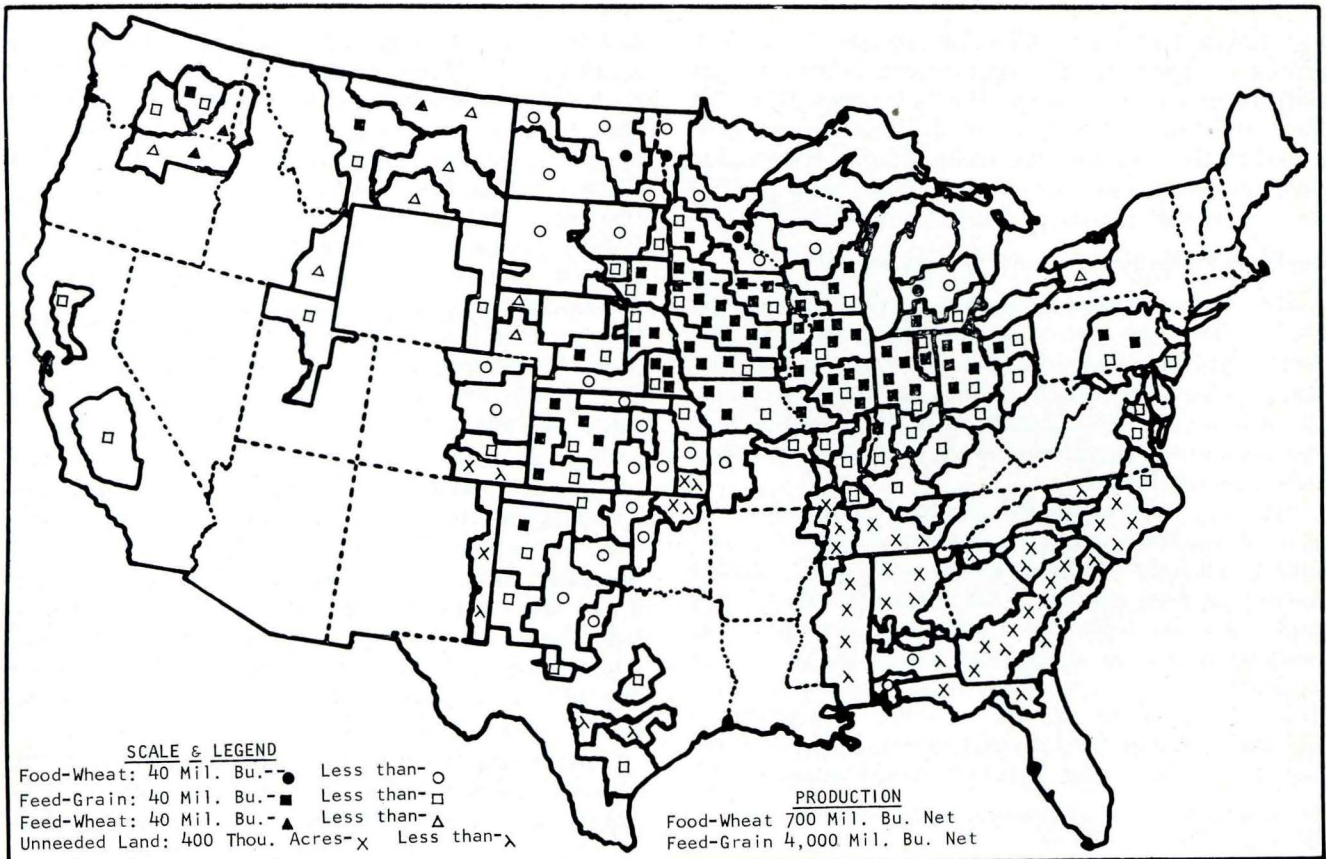 SCALE & LEGEND
Food-Wheat: 40 Mil. Bu.--● Less than-○
Feed-Grain: 40 Mil. Bu.-■ Less than-□
Feed-Wheat: 40 Mil. Bu.-▲ Less than-△
Unneeded Land: 400 Thou. Acres-X Less than-λ
PRODUCTION
Food-Wheat 700 Mil. Bu. Net
Feed-Grain 4,000 Mil. Bu. Net